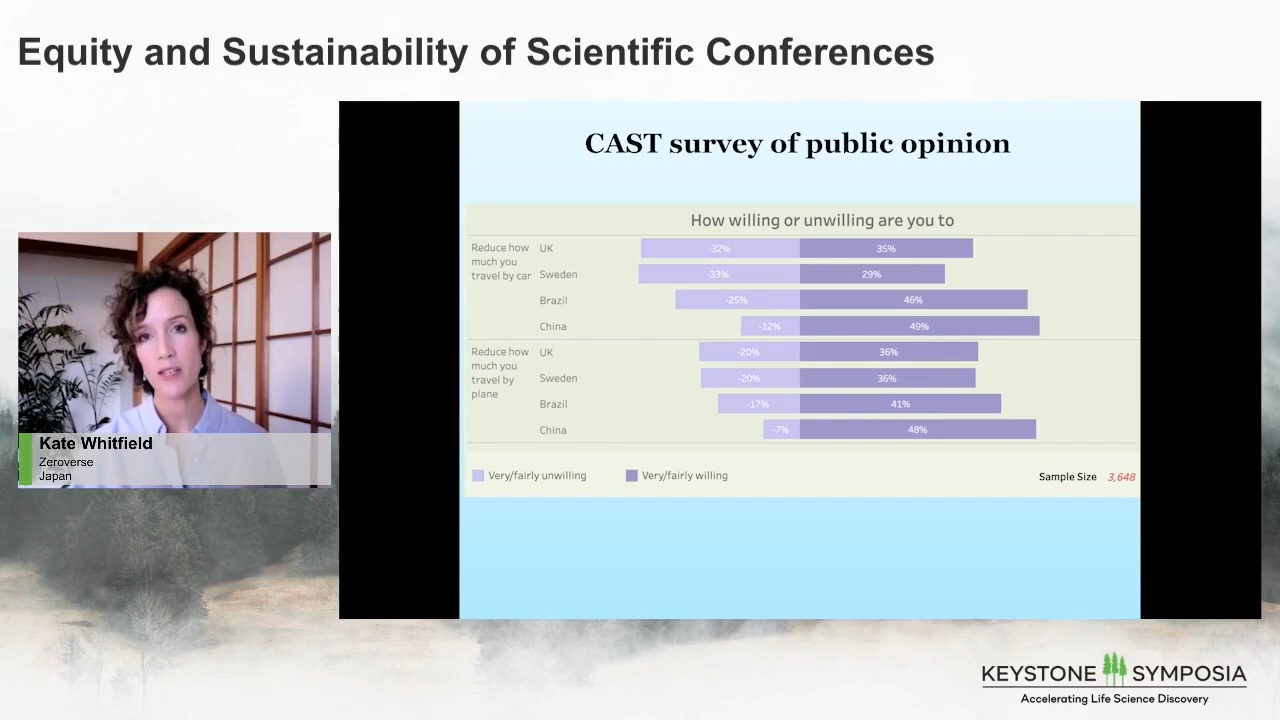 Equity and Sustainability of Scientific Conferences
CAST survey of public opinion
How willing or unwilling are you to
Reduce how
much you
travel by car
UK
-32%
35%
Sweden
-33%
29%
Brazil
-25%
46%
China
-12%
49%
Reduce how
much you
travel by
plane
UK
-20%
36%
Sweden
-20%
36%
Brazil
-17%
41%
China
-7%
48%
Very/fairly unwilling
Very/fairly willing
Sample Size 3,648
Kate Whitfield
Zeroverse
Japan
KEYSTONE SYMPOSIA
Accelerating Life Science Discovery